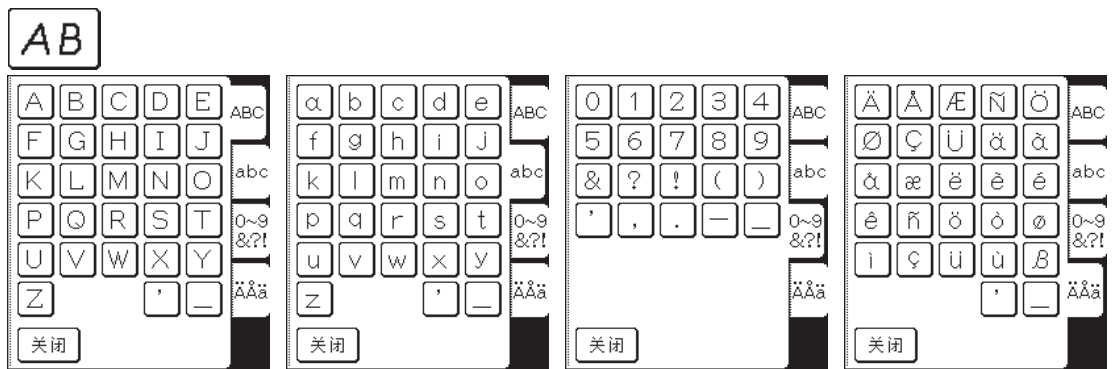 AB
A B C D E ABC
F G H I J
K L M N O abc
P Q R S T 0~9
U V W X Y &?!
Z ' _ ÄÅä
关闭
a b c d e ABC
f g h i j
k l m n o abc
p q r s t 0~9
u v w x y &?!
z ' _ ÄÅä
关闭
0 1 2 3 4 ABC
5 6 7 8 9
& ? ! ( ) abc
' , . — _ 0~9
&?!
ÄÅä
关闭
Ä Å Æ Ñ Ö ABC
Ø Ç Ü ä ã
à æ ë è é abc
ê ñ ö ò ø 0~9
ì ç ü ù ß &?!
' _ ÄÅä
关闭